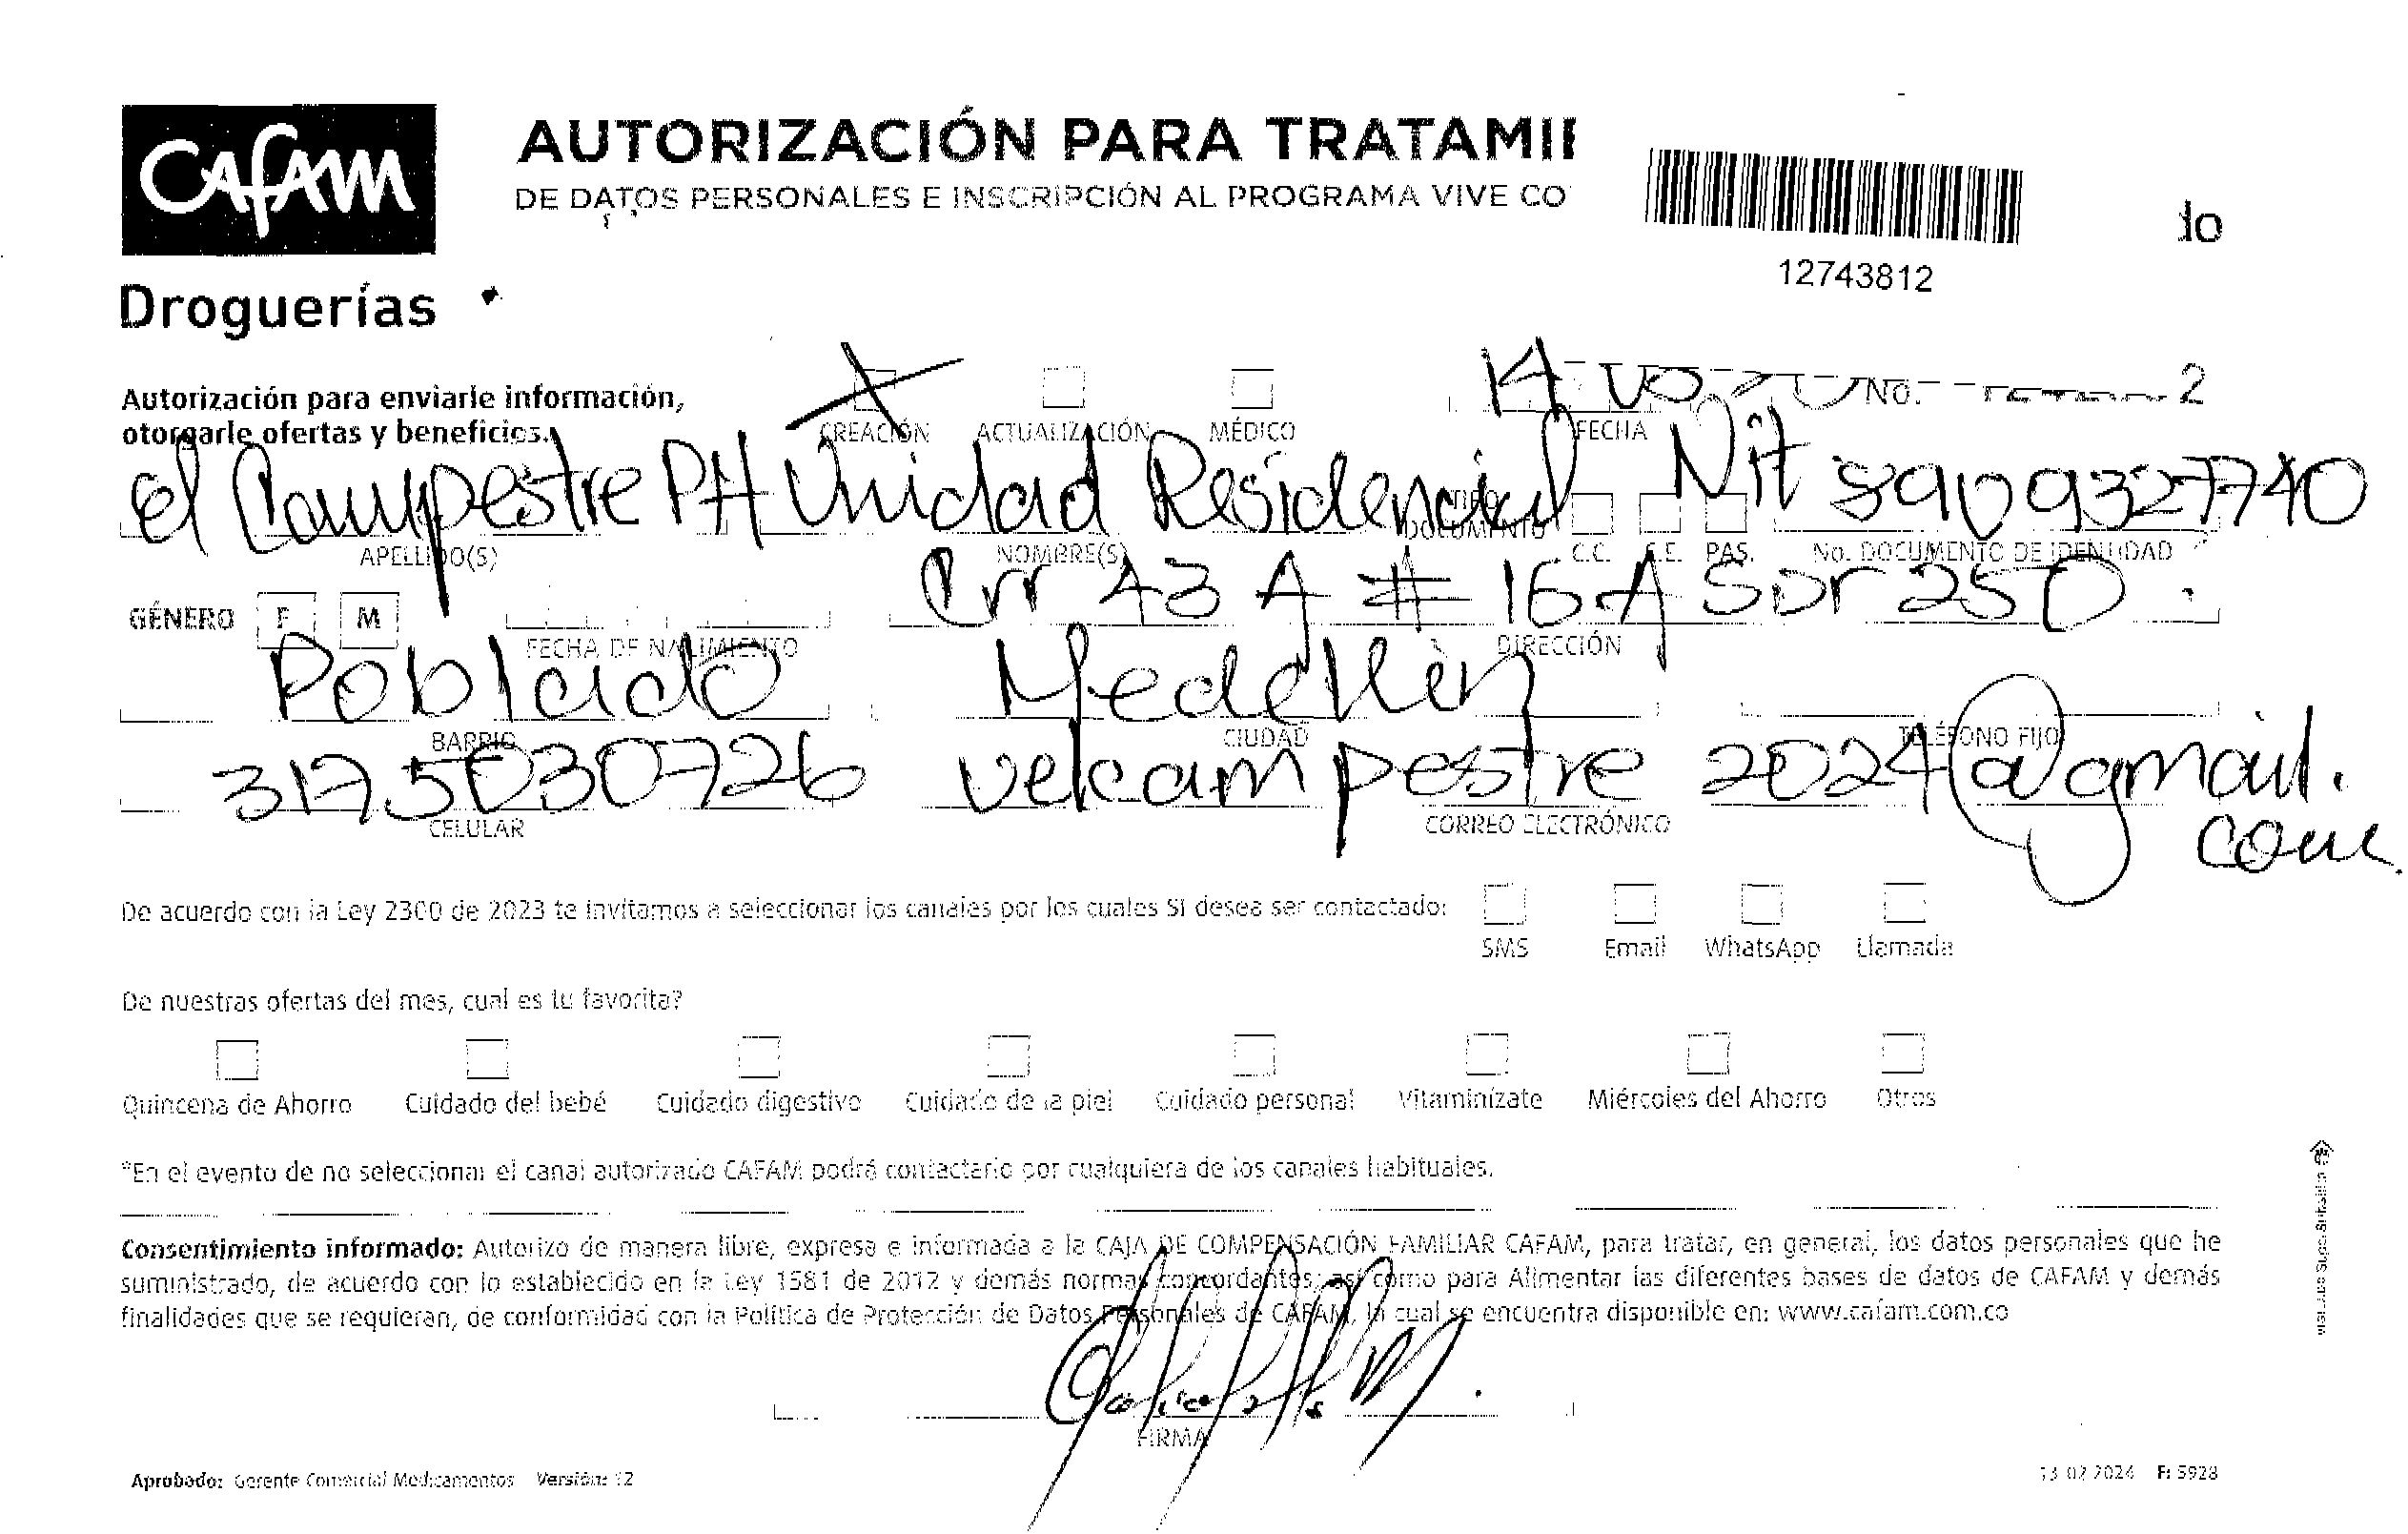 CAFAM
Droguerías
AUTORIZACIÓN PARA TRATAMI
DE DATOS PERSONALES E INSCRIPCIÓN AL PROGRAMA VIVE CO
do
12743812
Autorización para enviarle información,
otorgarle ofertas y beneficios.
CREACIÓN ACTUALIZACIÓN MÉDICO
14
FECHA
No. 2
el Campestre PH Unidad Residencial Nit 8909327740
APELLIDO(S) NOMBRE(S) TIPO DOCUMENTO C.C. C.E. PAS. No. DOCUMENTO DE IDENTIDAD
GÉNERO F M Crr 43 A # 16 A Sur 250
FECHA DE NACIMIENTO DIRECCIÓN
Poblado Medellin
BARRIO CIUDAD TELÉFONO FIJO
3175030726 velcampestre2024@gmail.
com
CELULAR CORREO ELECTRÓNICO
De acuerdo con la Ley 2300 de 2023 te invitamos a seleccionar los canales por los cuales SI desea ser contactado:
SMS Email WhatsApp Llamada
De nuestras ofertas del mes, cual es tu favorita?
Quincena de Ahorro Cuidado del bebé Cuidado digestivo Cuidado de la piel Cuidado personal Vitaminízate Miércoles del Ahorro Otros
*En el evento de no seleccionar el canal autorizado CAFAM podrá contactarlo por cualquiera de los canales habituales.
Consentimiento informado: Autorizo de manera libre, expresa e informada a la CAJA DE COMPENSACIÓN FAMILIAR CAFAM, para tratar, en general, los datos personales que he
suministrado, de acuerdo con lo establecido en la Ley 1581 de 2012 y demás normas concordantes; así como para Alimentar las diferentes bases de datos de CAFAM y demás
finalidades que se requieran, de conformidad con la Política de Protección de Datos Personales de CAFAM, la cual se encuentra disponible en: www.cafam.com.co
FIRMA
Aprobado: Gerente Comercial Medicamentos Versión: 12
13 02 2024 F: 5928